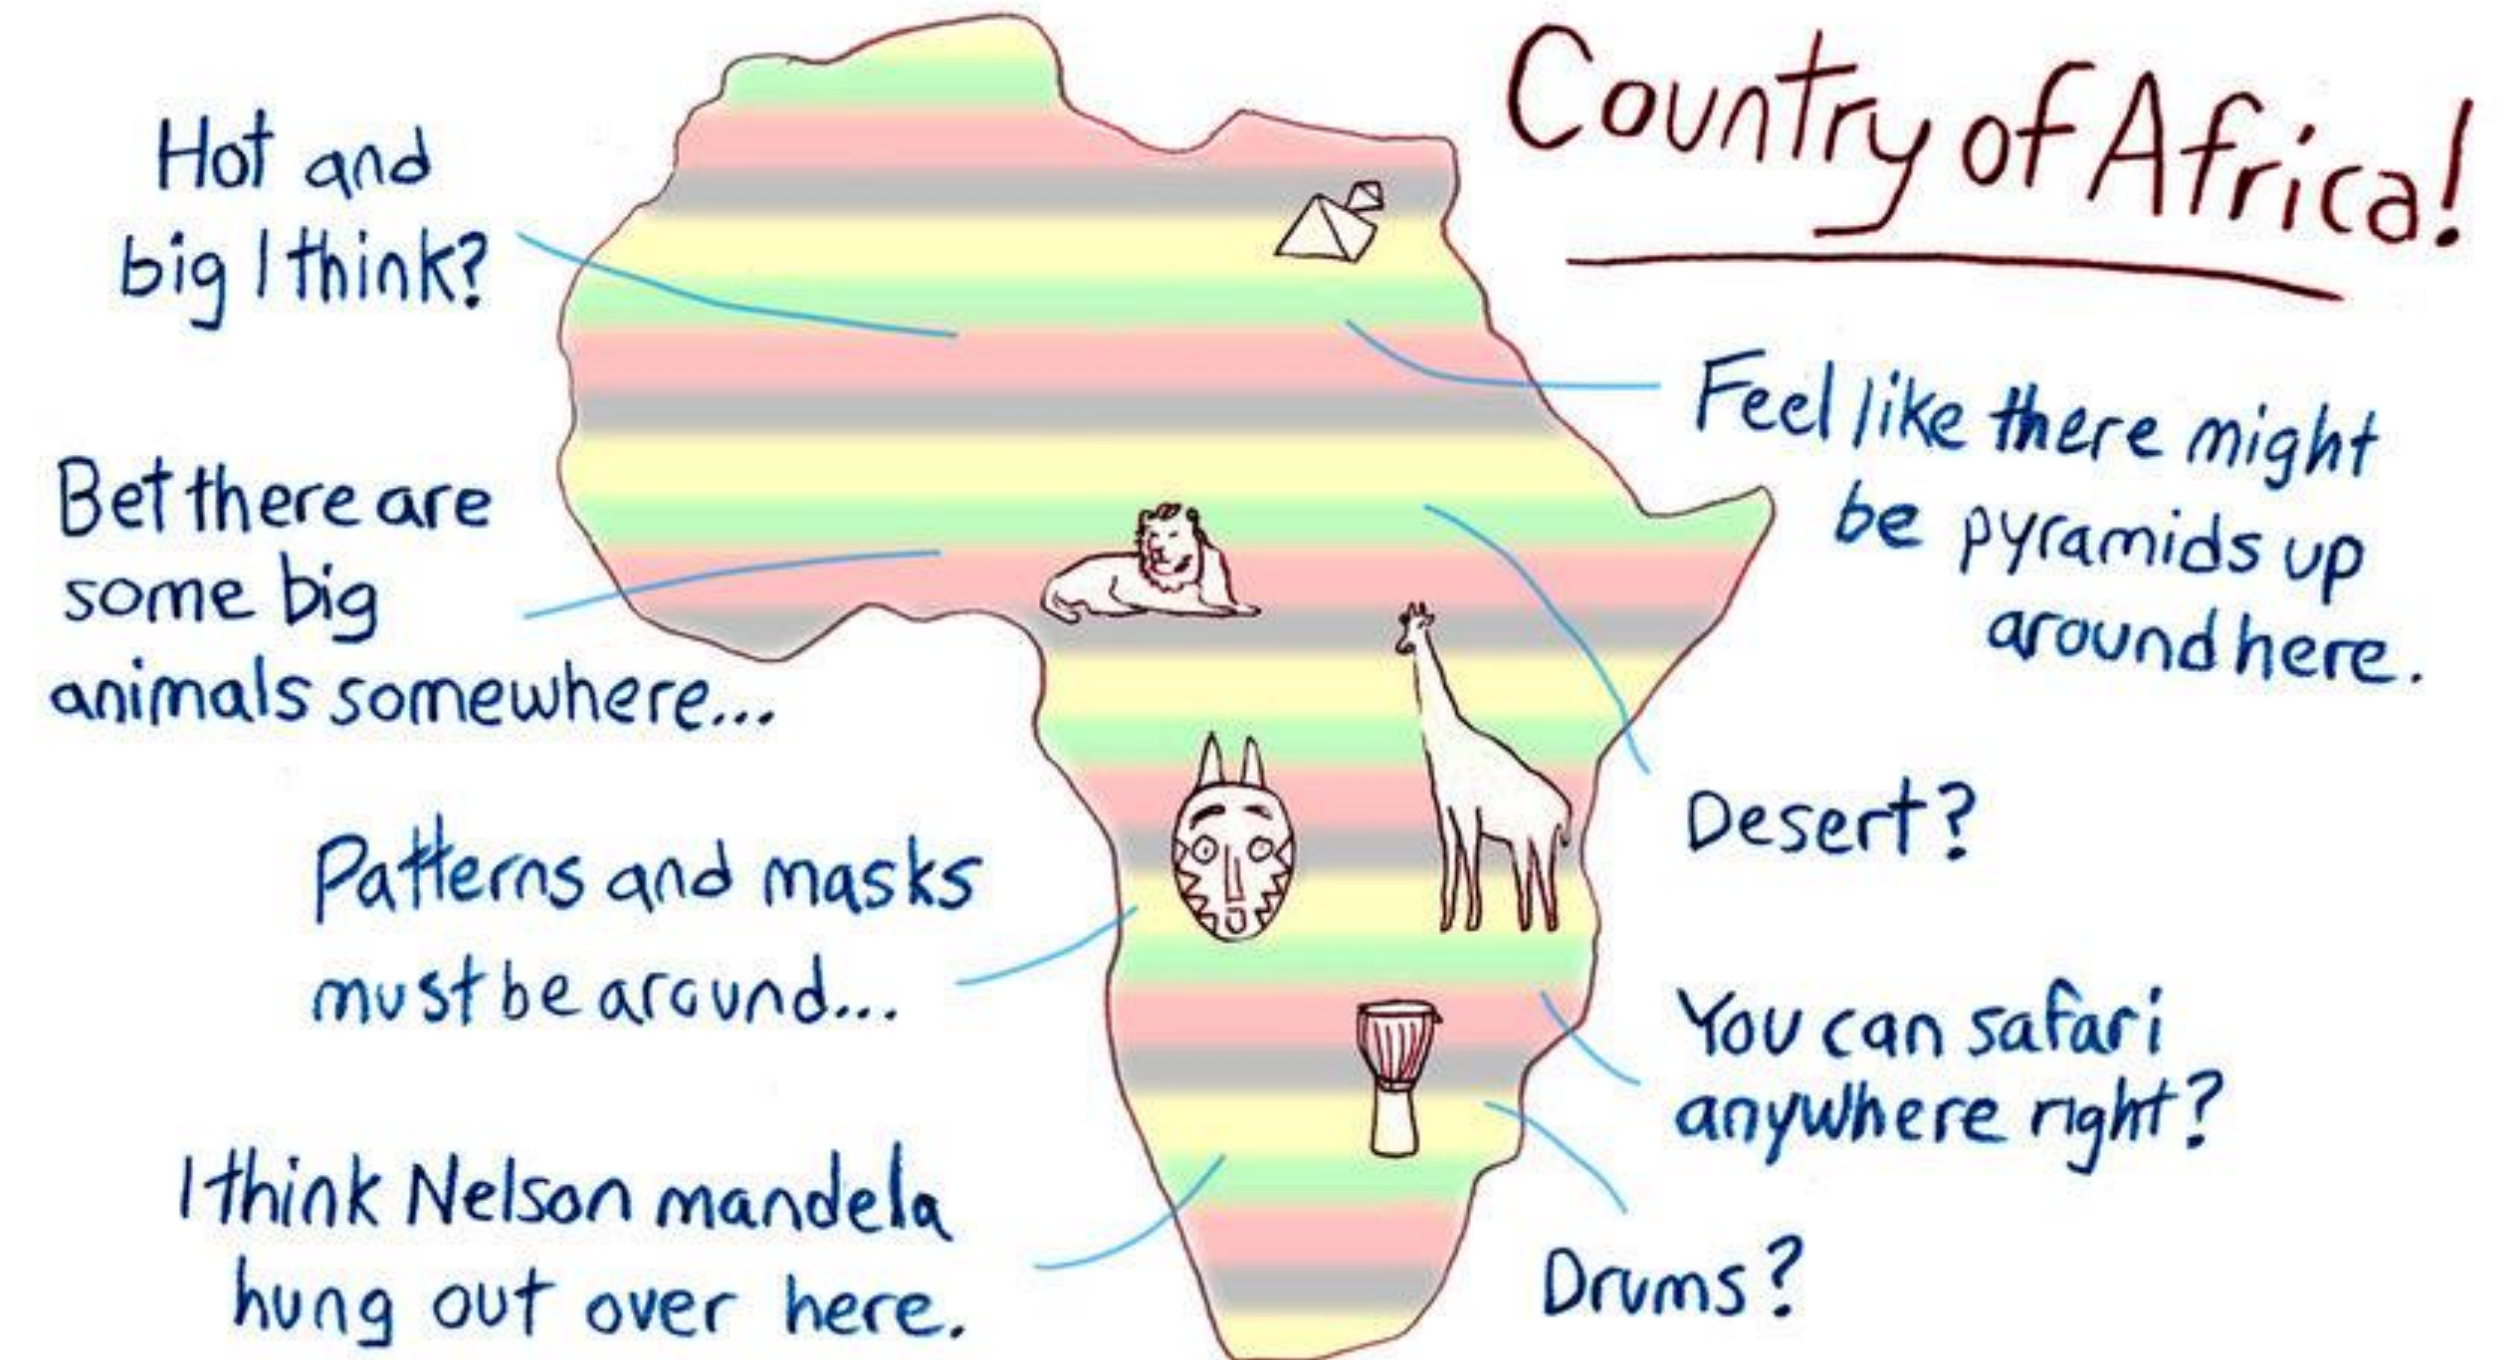 Country of Africa!
Hot and
big I think?
Feel like there might
be pyramids up
around here.
Bet there are
some big
animals somewhere...
Desert?
Patterns and masks
must be around...
You can safari
anywhere right?
I think Nelson mandela
hung out over here.
Drums?